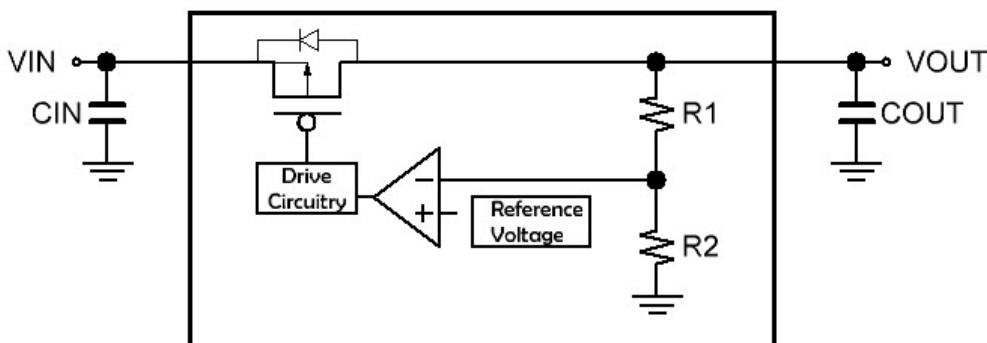 VIN
CIN
Drive
Circuitry
−
+
Reference
Voltage
R1
R2
VOUT
COUT